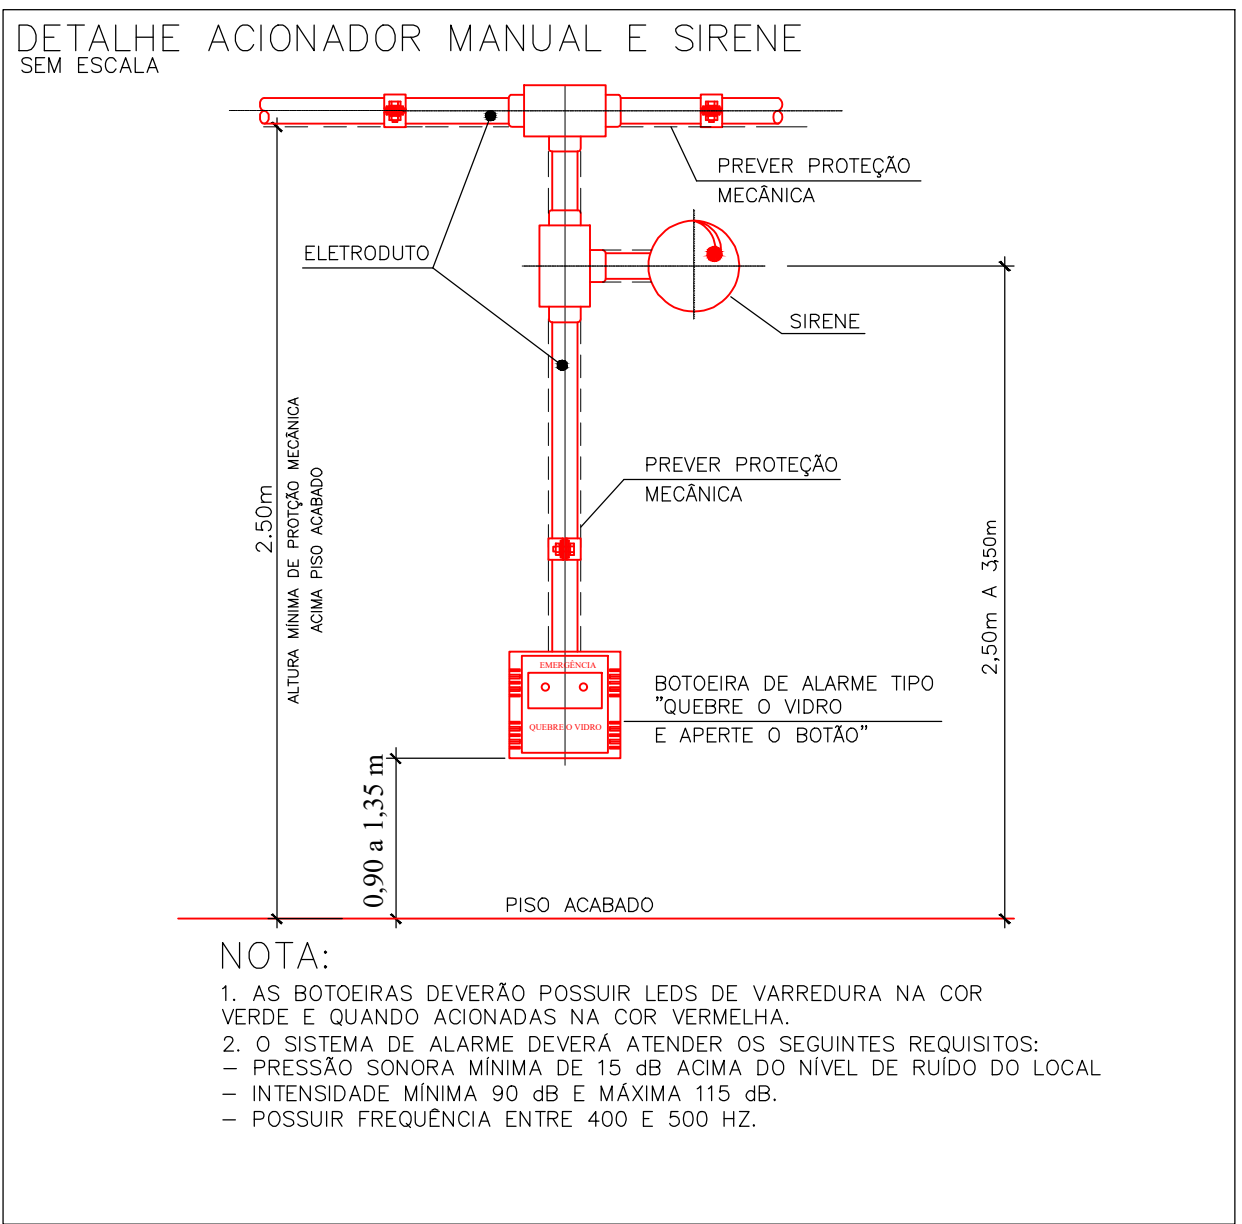 DETALHE ACIONADOR MANUAL E SIRENE
SEM ESCALA
PREVER PROTEÇÃO
MECÂNICA
ELETRODUTO
SIRENE
PREVER PROTEÇÃO
MECÂNICA
2.50m
ALTURA MÍNIMA DE PROTÇÃO MECÂNICA
ACIMA PISO ACABADO
2,50m A 3,50m
EMERGÊNCIA
QUEBRE O VIDRO
BOTOEIRA DE ALARME TIPO
"QUEBRE O VIDRO
E APERTE O BOTÃO"
0,90 a 1,35 m
PISO ACABADO
NOTA:
1. AS BOTOEIRAS DEVERÃO POSSUIR LEDS DE VARREDURA NA COR
VERDE E QUANDO ACIONADAS NA COR VERMELHA.
2. O SISTEMA DE ALARME DEVERÁ ATENDER OS SEGUINTES REQUISITOS:
– PRESSÃO SONORA MÍNIMA DE 15 dB ACIMA DO NÍVEL DE RUÍDO DO LOCAL
– INTENSIDADE MÍNIMA 90 dB E MÁXIMA 115 dB.
– POSSUIR FREQUÊNCIA ENTRE 400 E 500 HZ.